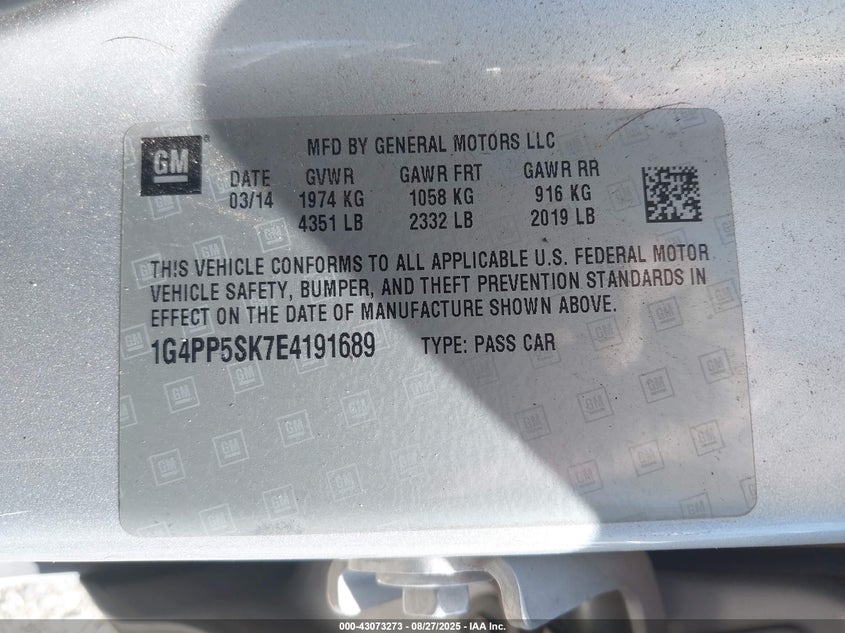 GM
MFD BY GENERAL MOTORS LLC
DATE GVWR GAWR FRT GAWR RR
03/14 1974 KG 1058 KG 916 KG
4351 LB 2332 LB 2019 LB
THIS VEHICLE CONFORMS TO ALL APPLICABLE U.S. FEDERAL MOTOR
VEHICLE SAFETY, BUMPER, AND THEFT PREVENTION STANDARDS IN
EFFECT ON THE DATE OF MANUFACTURE SHOWN ABOVE.
1G4PP5SK7E4191689 TYPE: PASS CAR
000-43073273 - 08/27/2025 - IAA Inc.